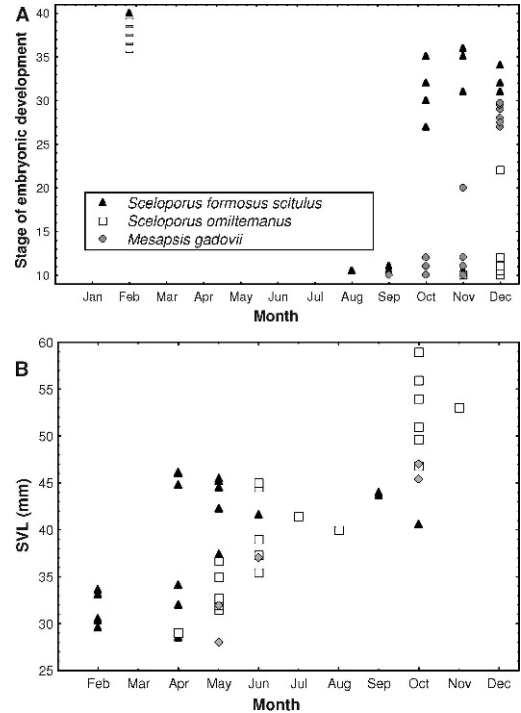 A
40
35
30
25
20
15
10
Stage of embryonic development
Sceloporus formosus scitulus
Sceloporus omiltemanus
Mesapsis gadovii
Jan Feb Mar Apr May Jun Jul Aug Sep Oct Nov Dec
Month
B
60
55
50
45
40
35
30
25
SVL (mm)
Feb Mar Apr May Jun Jul Aug Sep Oct Nov Dec
Month